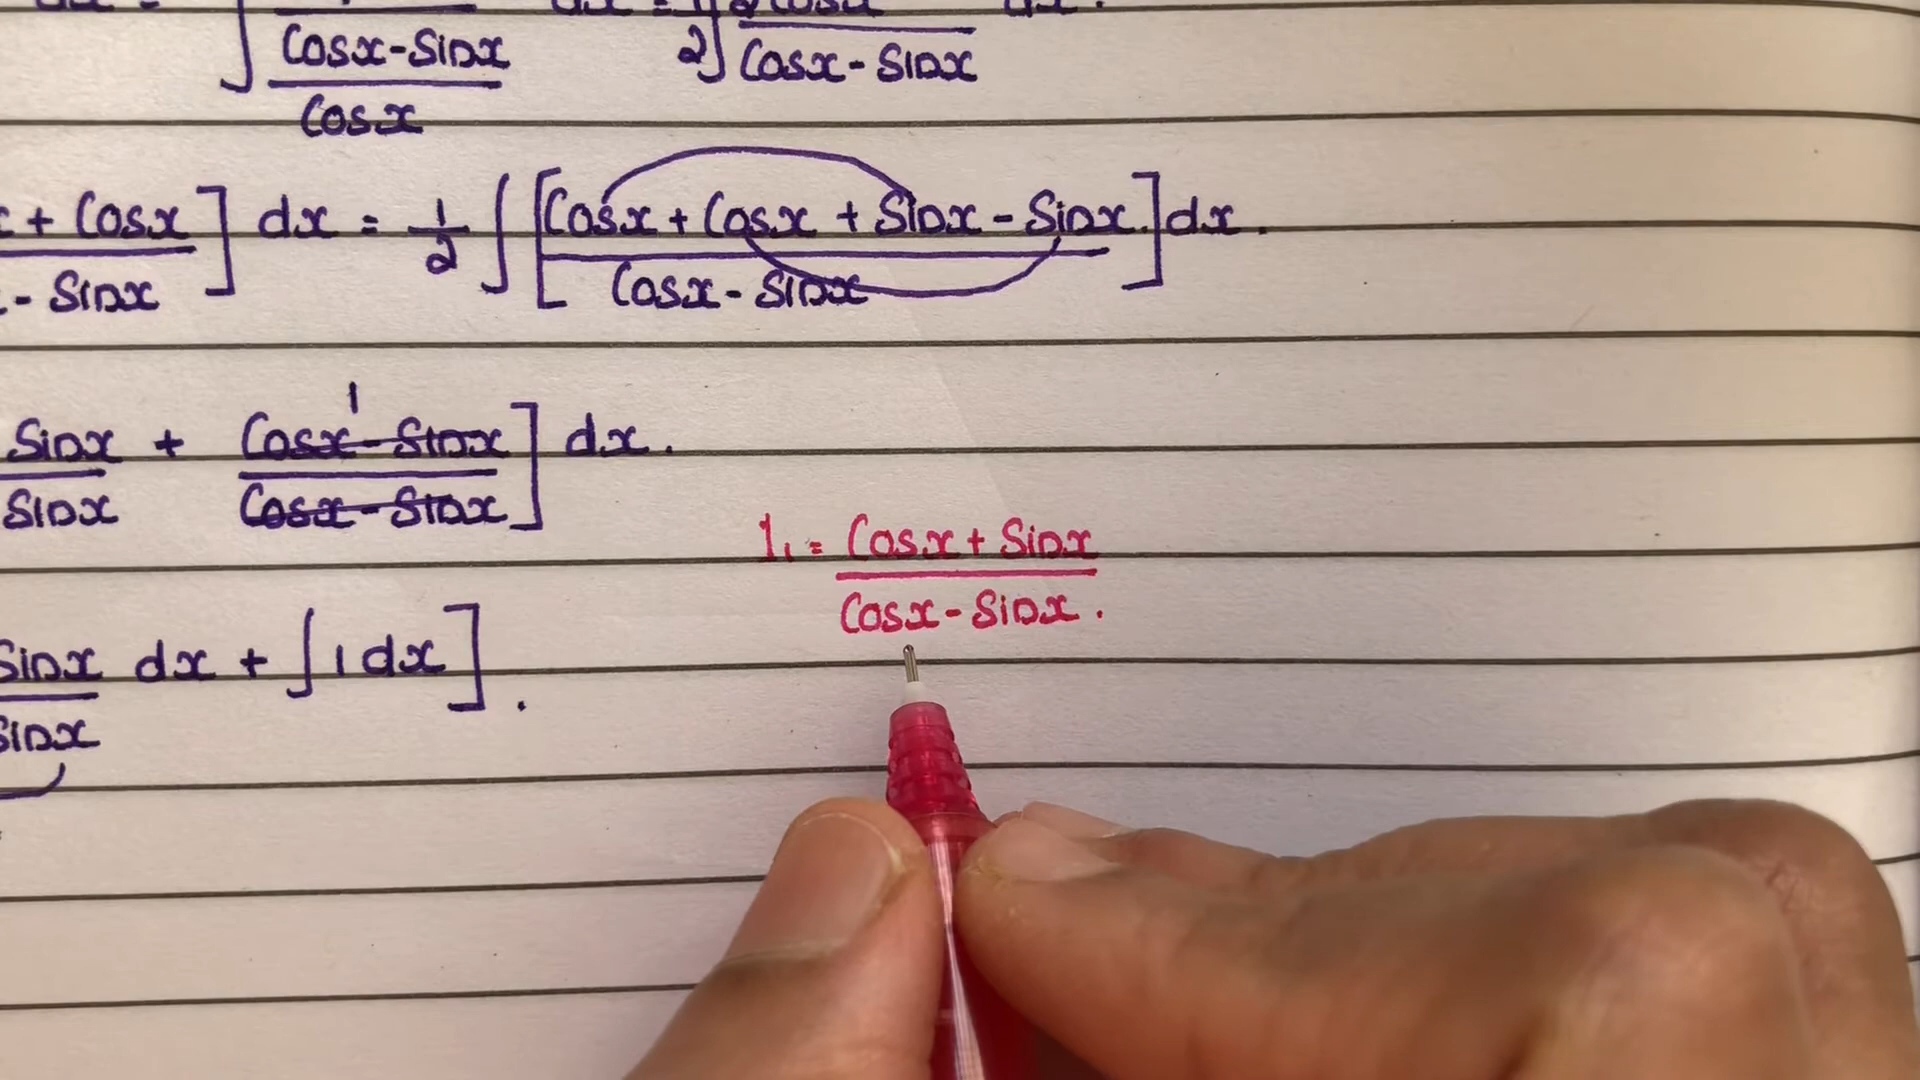 Cosx - Sinx
Cosx
2∫ Cosx - Sinx
+ Cosx] dx = 1/2 ∫ [Cosx + Cosx + Sinx - Sinx] dx.
- Sinx
Cosx - Sinx
1
Sinx + Cosx - Sinx] dx.
Sinx Cosx - Sinx
I₁ = Cosx + Sinx
Cosx - Sinx.
Sinx dx + ∫ 1 dx].
Sinx